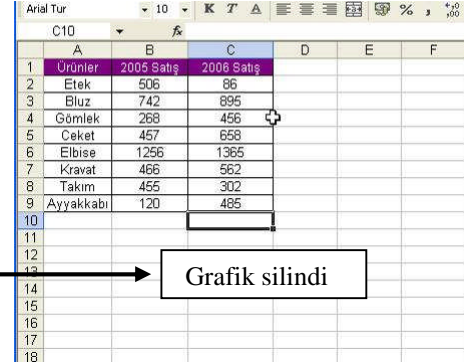 Arial Tur 10 K T A % , ,00
C10 fx
A B C D E F
1 Ürünler 2005 Satış 2006 Satış
2 Etek 506 86
3 Bluz 742 895
4 Gömlek 268 456
5 Ceket 457 658
6 Elbise 1256 1365
7 Kravat 466 562
8 Takım 455 302
9 Ayyakkabı 120 485
10
11
12
13
Grafik silindi
14
15
16
17
18